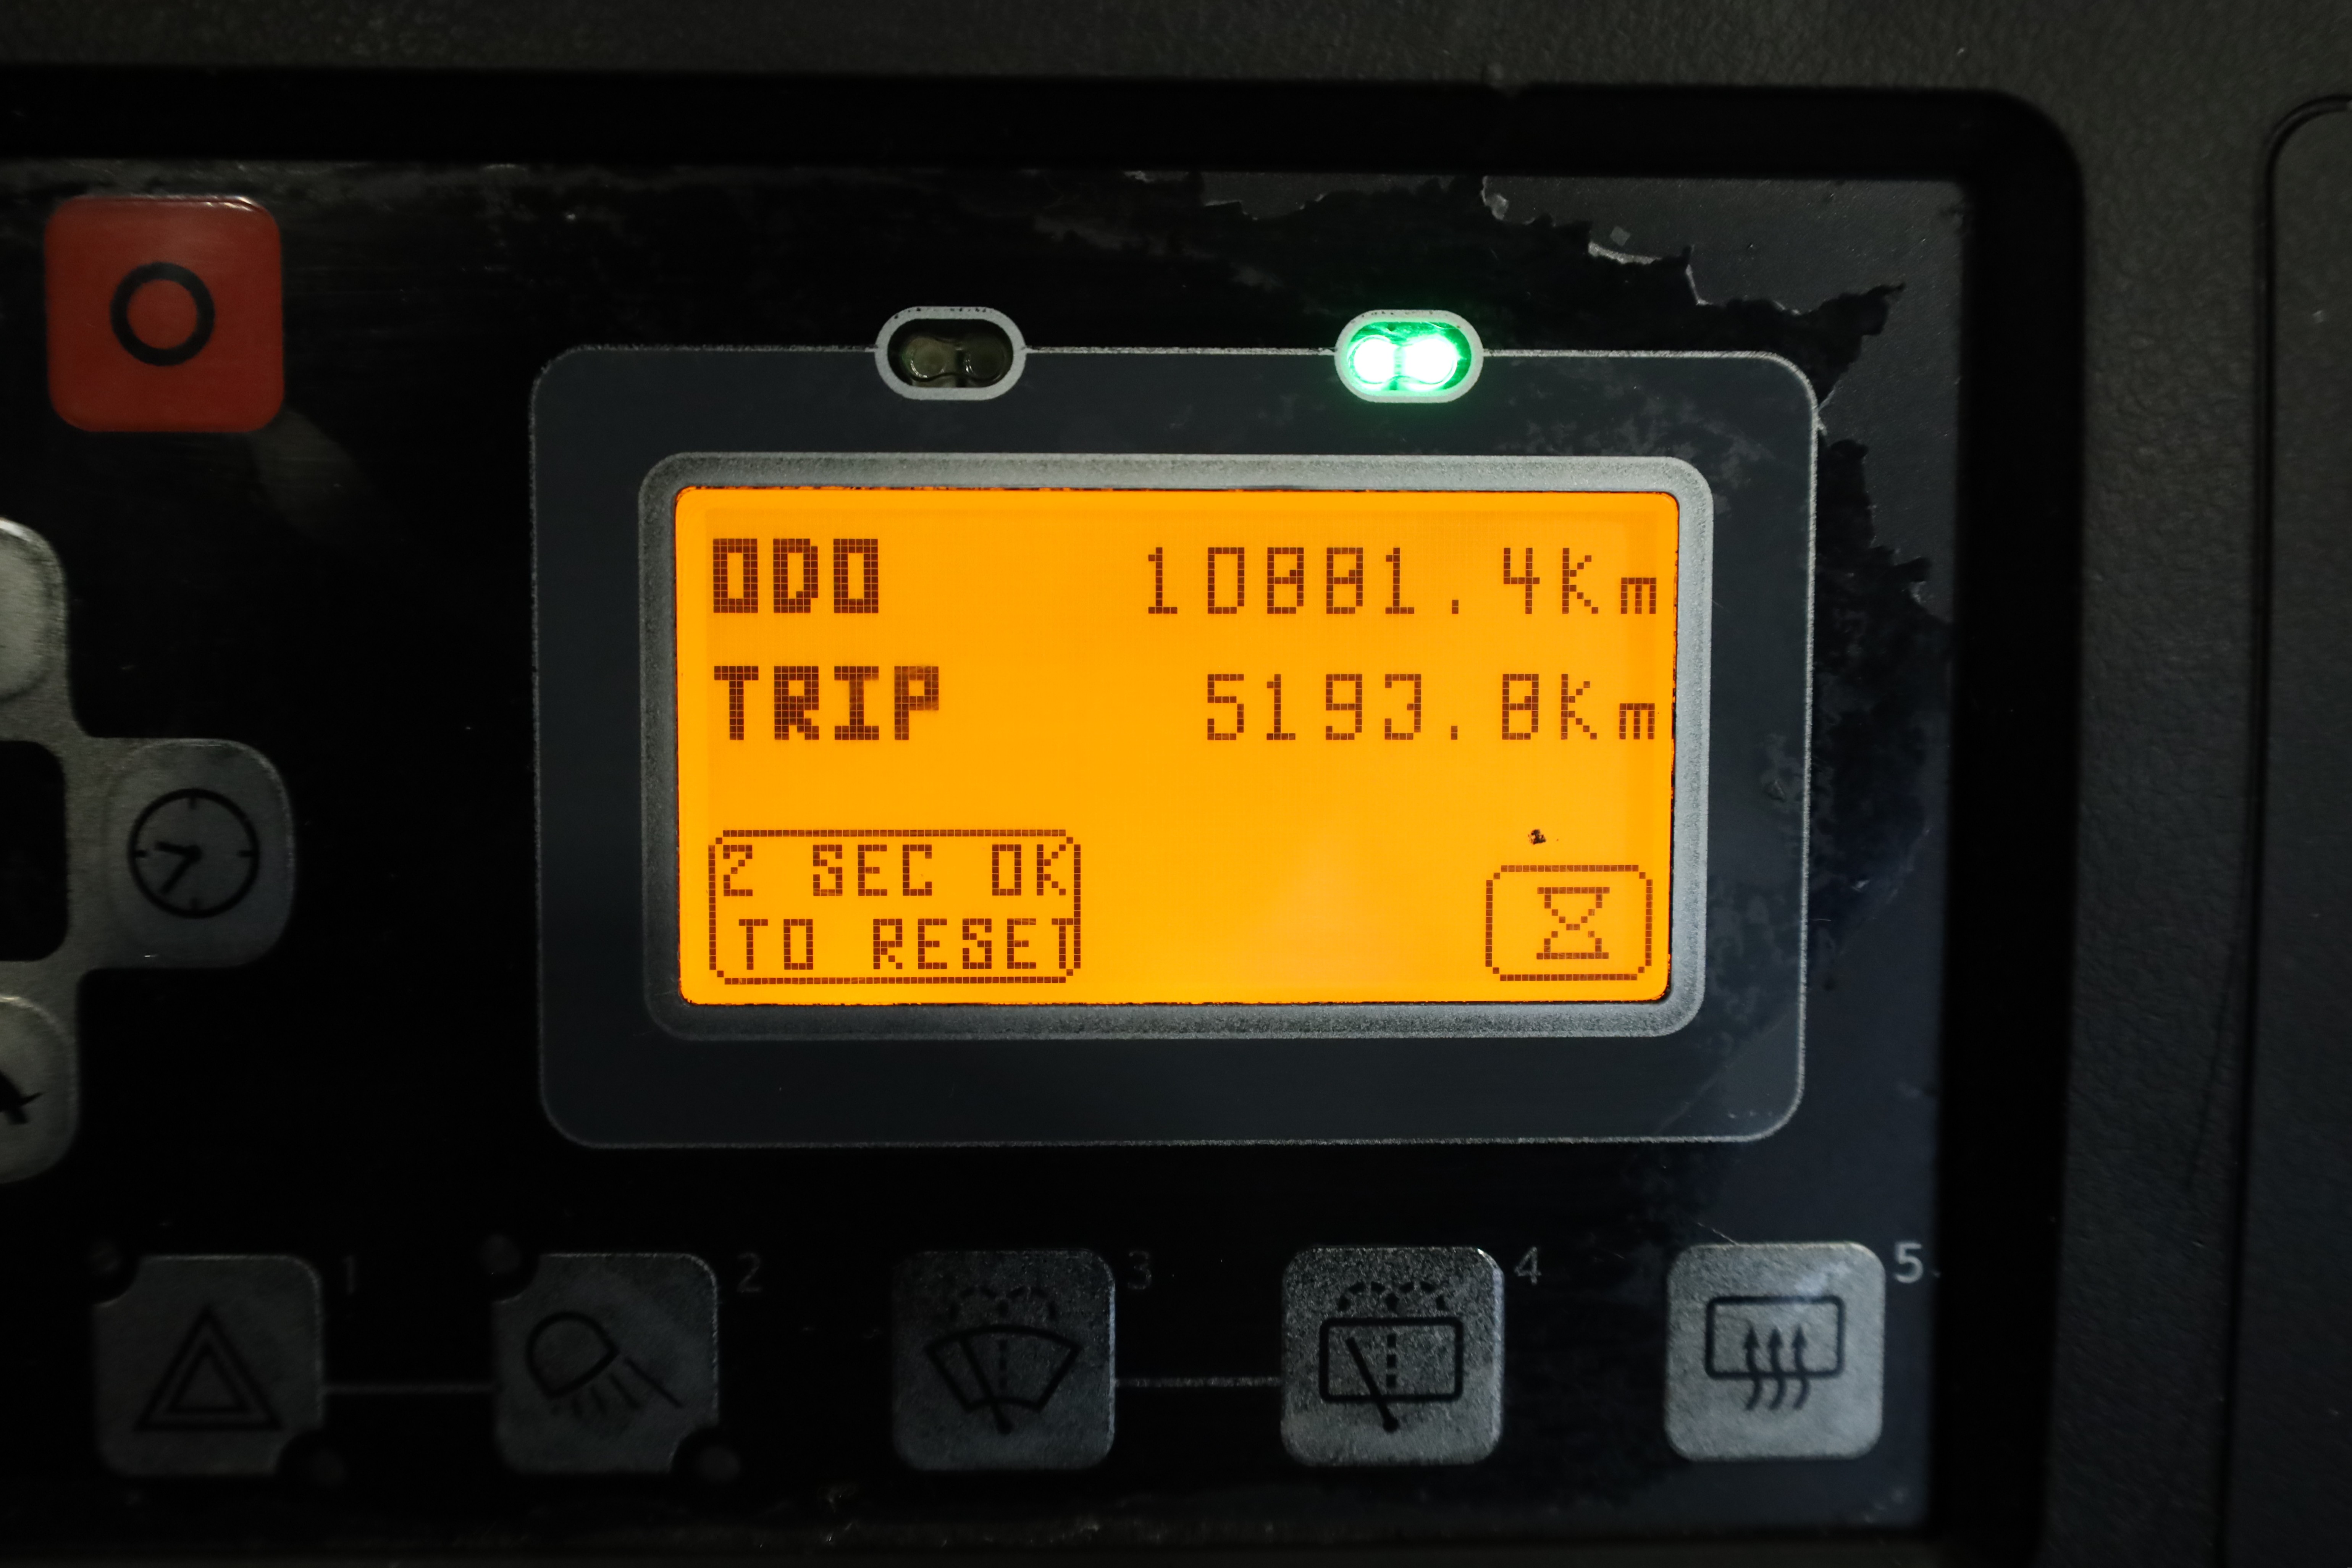 ODO 10881.4Km
TRIP 5193.8Km
2 SEC OK
TO RESET
1 2 3 4 5